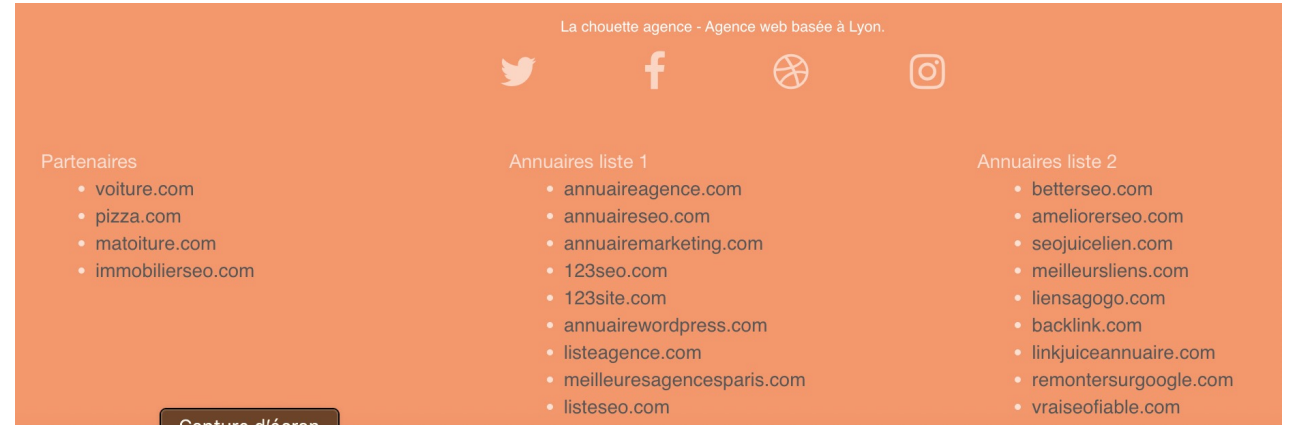 La chouette agence - Agence web basée à Lyon.
Partenaires
voiture.com
pizza.com
matoiture.com
immobilierseo.com
Annuaires liste 1
annuaireagence.com
annuaireseo.com
annuairemarketing.com
123seo.com
123site.com
annuairewordpress.com
listeagence.com
meilleuresagencesparis.com
listeseo.com
Annuaires liste 2
betterseo.com
ameliorerseo.com
seojuicelien.com
meilleursliens.com
liensagogo.com
backlink.com
linkjuiceannuaire.com
remontersurgoogle.com
vraiseofiable.com
Capture d'écran